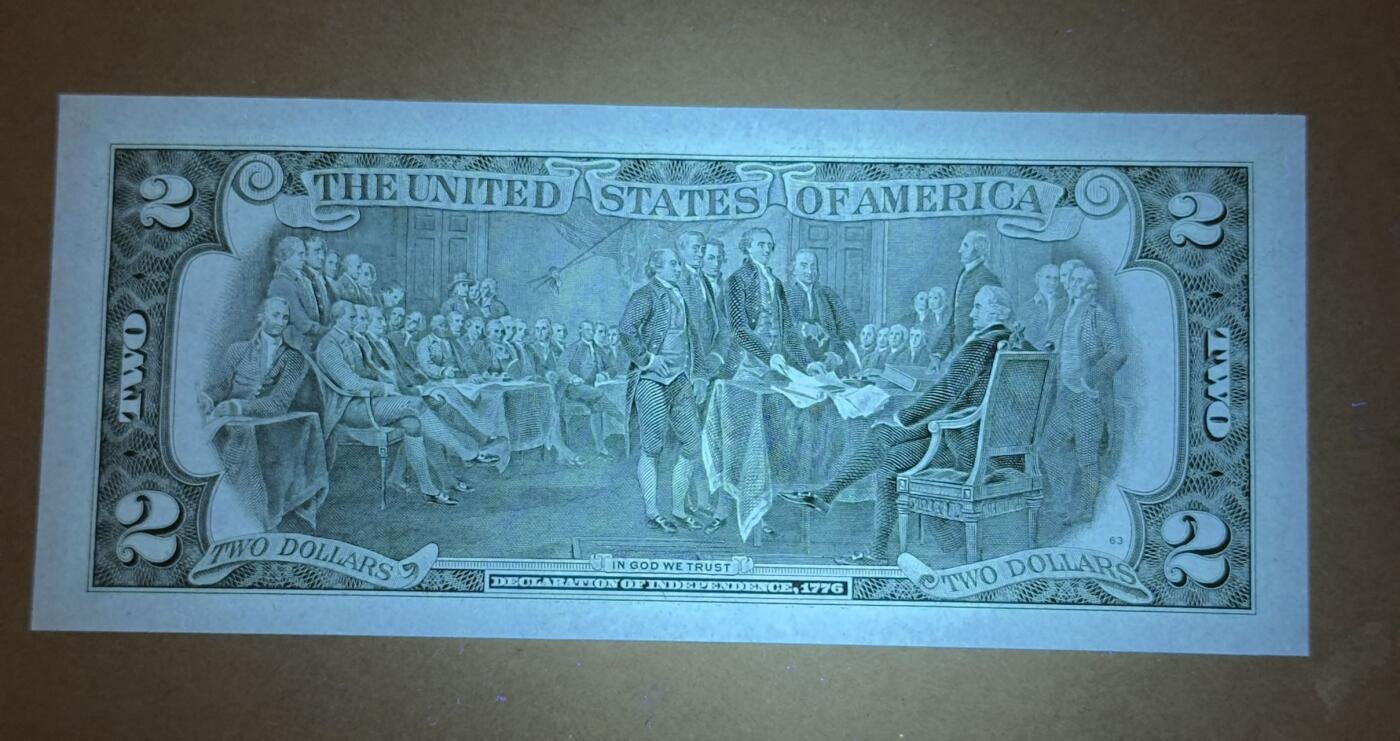 THE UNITED STATES OF AMERICA
2 2
TWO TWO
63
2 2
TWO DOLLARS TWO DOLLARS
IN GOD WE TRUST
DECLARATION OF INDEPENDENCE, 1776